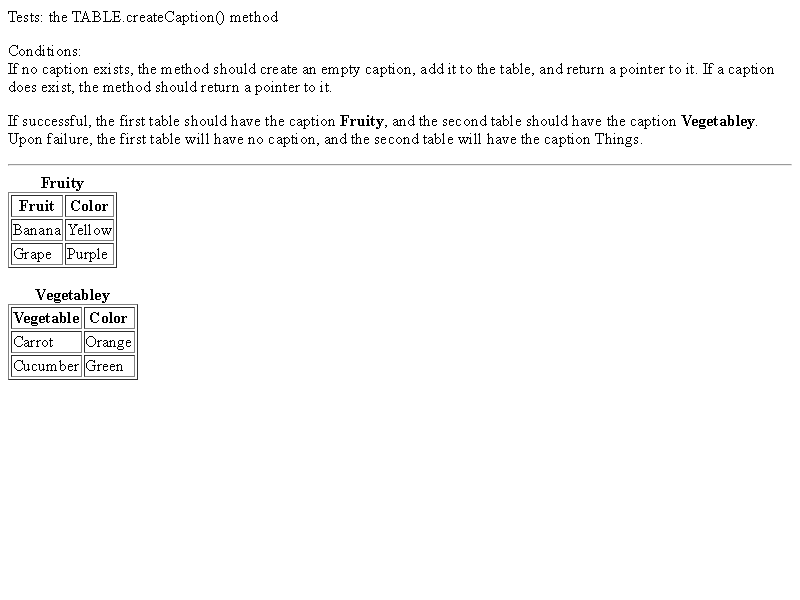 Tests: the TABLE.createCaption() method
Conditions:
If no caption exists, the method should create an empty caption, add it to the table, and return a pointer to it. If a caption
does exist, the method should return a pointer to it.
If successful, the first table should have the caption Fruity, and the second table should have the caption Vegetabley.
Upon failure, the first table will have no caption, and the second table will have the caption Things.
Fruity
Fruit Color
Banana Yellow
Grape Purple
Vegetabley
Vegetable Color
Carrot Orange
Cucumber Green